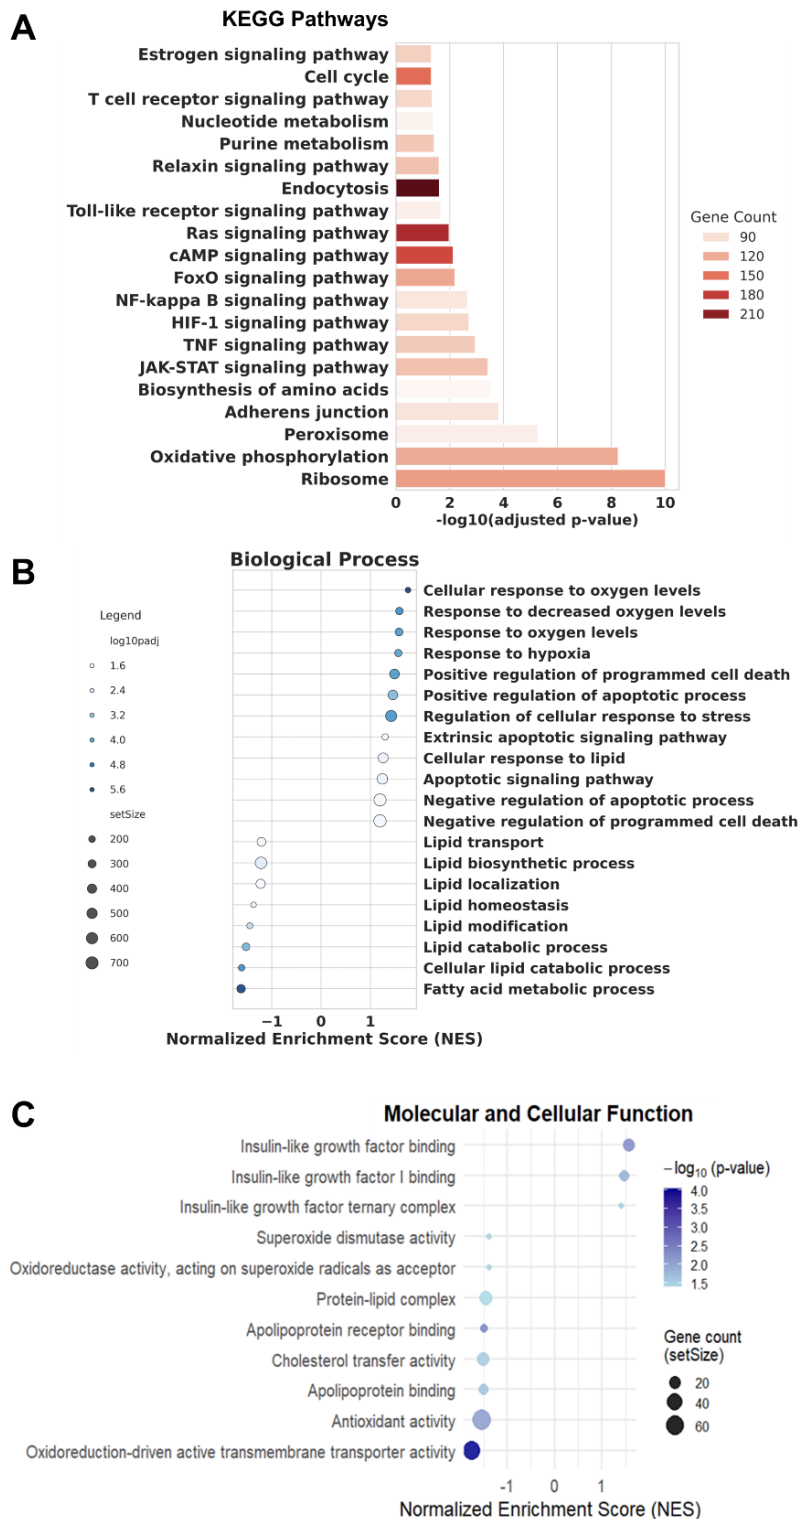 A
KEGG Pathways
Estrogen signaling pathway
Cell cycle
T cell receptor signaling pathway
Nucleotide metabolism
Purine metabolism
Relaxin signaling pathway
Endocytosis
Toll-like receptor signaling pathway
Ras signaling pathway
cAMP signaling pathway
FoxO signaling pathway
NF-kappa B signaling pathway
HIF-1 signaling pathway
TNF signaling pathway
JAK-STAT signaling pathway
Biosynthesis of amino acids
Adherens junction
Peroxisome
Oxidative phosphorylation
Ribosome
0 2 4 6 8 10
-log10(adjusted p-value)
Gene Count
90
120
150
180
210
B
Biological Process
Legend
log10padj
1.6
2.4
3.2
4.0
4.8
5.6
setSize
200
300
400
500
600
700
Cellular response to oxygen levels
Response to decreased oxygen levels
Response to oxygen levels
Response to hypoxia
Positive regulation of programmed cell death
Positive regulation of apoptotic process
Regulation of cellular response to stress
Extrinsic apoptotic signaling pathway
Cellular response to lipid
Apoptotic signaling pathway
Negative regulation of apoptotic process
Negative regulation of programmed cell death
Lipid transport
Lipid biosynthetic process
Lipid localization
Lipid homeostasis
Lipid modification
Lipid catabolic process
Cellular lipid catabolic process
Fatty acid metabolic process
−1 0 1
Normalized Enrichment Score (NES)
C
Molecular and Cellular Function
Insulin-like growth factor binding
Insulin-like growth factor I binding
Insulin-like growth factor ternary complex
Superoxide dismutase activity
Oxidoreductase activity, acting on superoxide radicals as acceptor
Protein-lipid complex
Apolipoprotein receptor binding
Cholesterol transfer activity
Apolipoprotein binding
Antioxidant activity
Oxidoreduction-driven active transmembrane transporter activity
-1 0 1
Normalized Enrichment Score (NES)
−log₁₀ (p-value)
4.0
3.5
3.0
2.5
2.0
1.5
Gene count
(setSize)
20
40
60